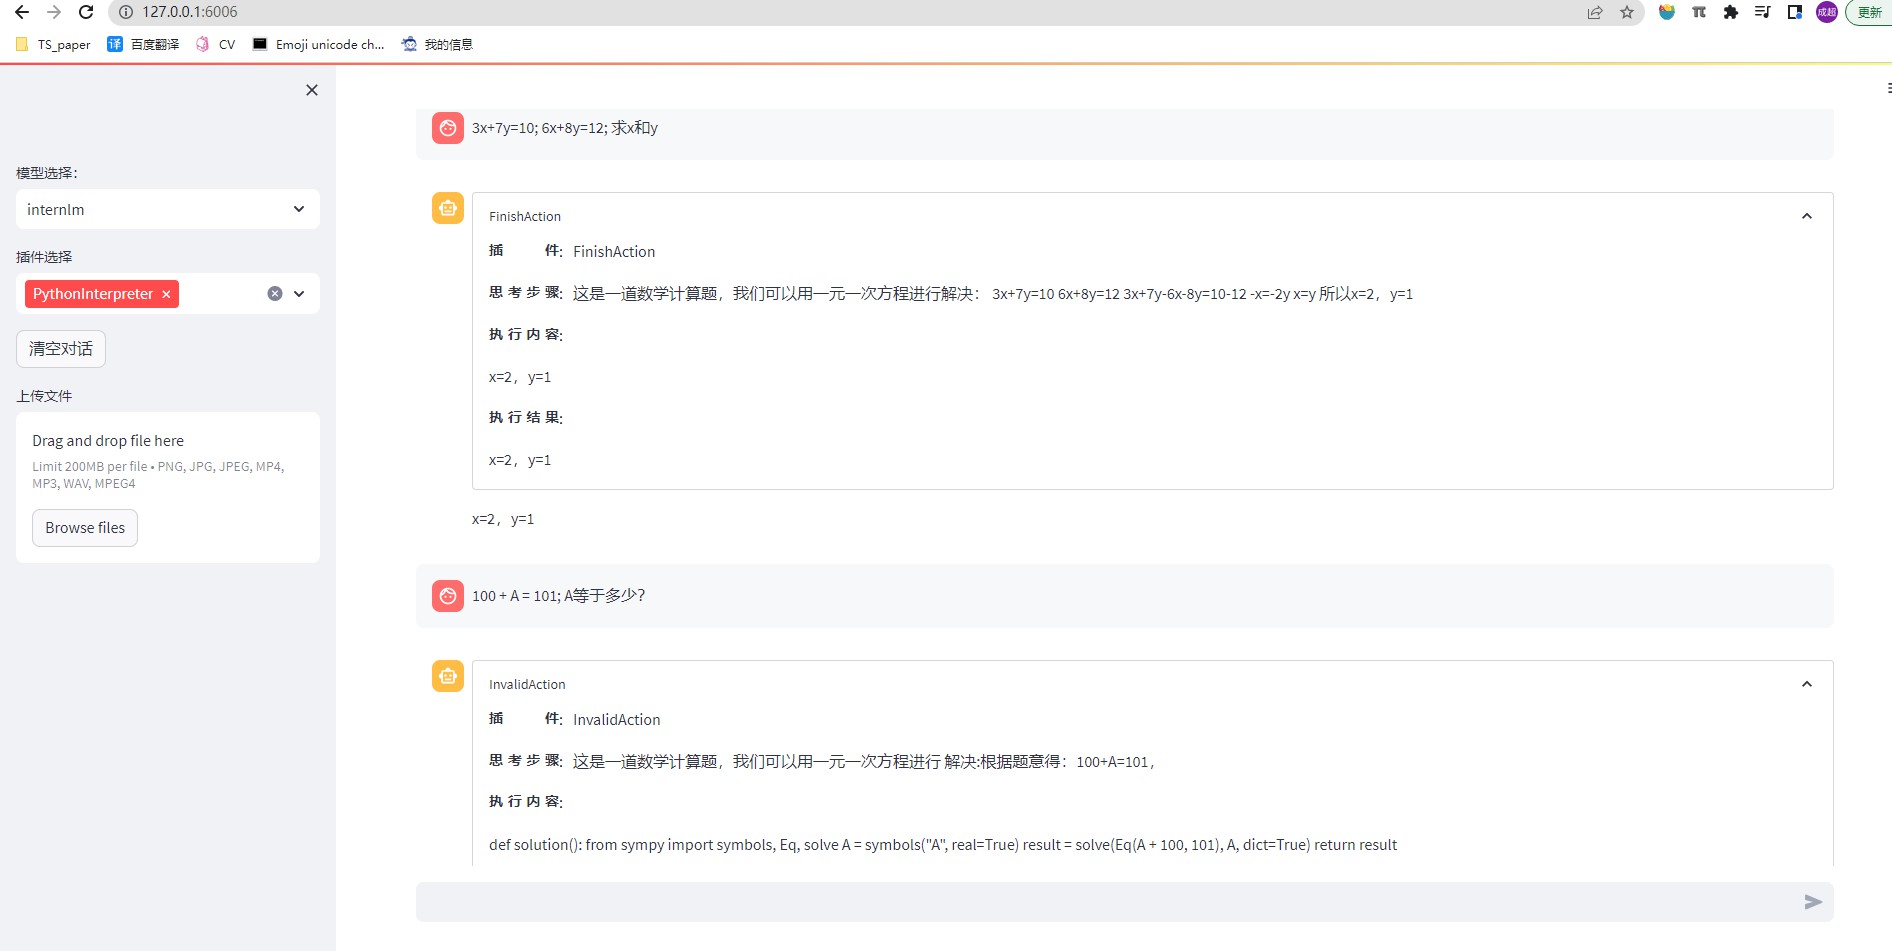 127.0.0.1:6006
成超
更新
TS_paper
译 百度翻译
CV
Emoji unicode ch...
我的信息
模型选择：
internlm
插件选择
PythonInterpreter ×
清空对话
上传文件
Drag and drop file here
Limit 200MB per file • PNG, JPG, JPEG, MP4,
MP3, WAV, MPEG4
Browse files
3x+7y=10; 6x+8y=12; 求x和y
FinishAction
插 件: FinishAction
思 考 步 骤: 这是一道数学计算题，我们可以用一元一次方程进行解决： 3x+7y=10 6x+8y=12 3x+7y-6x-8y=10-12 -x=-2y x=y 所以x=2，y=1
执 行 内 容:
x=2，y=1
执 行 结 果:
x=2，y=1
x=2，y=1
100 + A = 101; A等于多少？
InvalidAction
插 件: InvalidAction
思 考 步 骤: 这是一道数学计算题，我们可以用一元一次方程进行 解决:根据题意得：100+A=101，
执 行 内 容:
def solution(): from sympy import symbols, Eq, solve A = symbols("A", real=True) result = solve(Eq(A + 100, 101), A, dict=True) return result